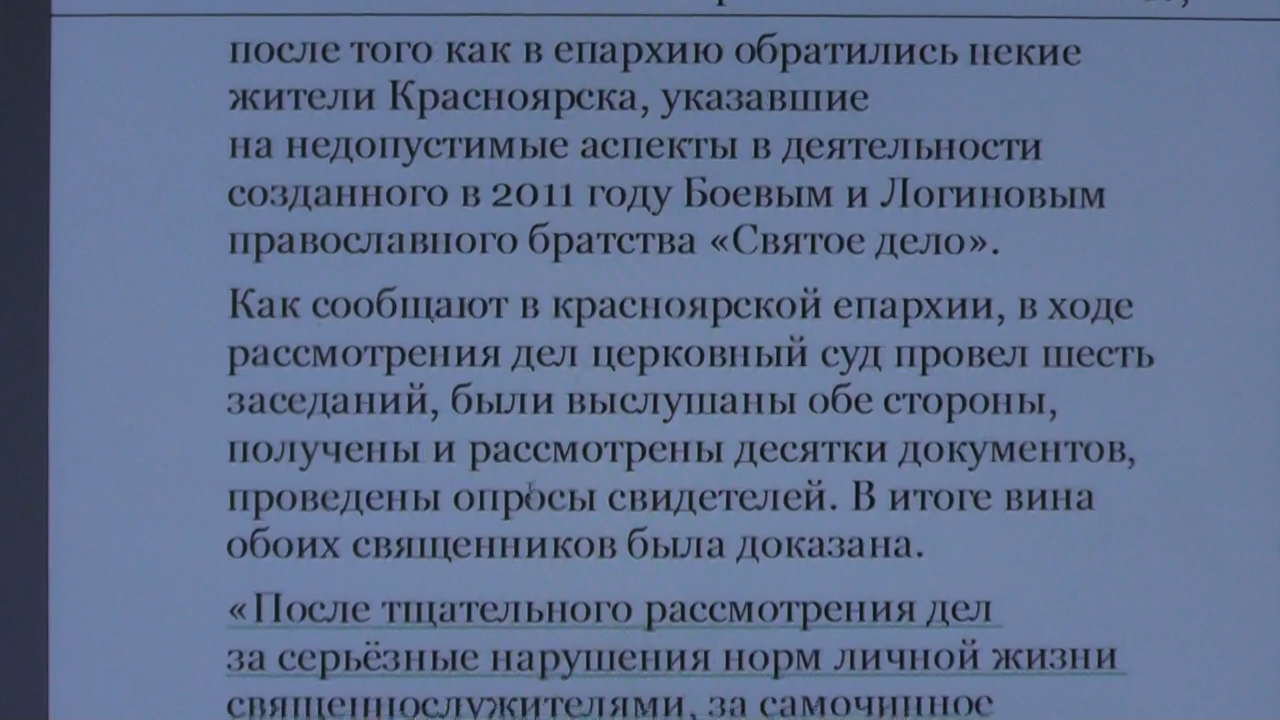 после того как в епархию обратились некие
жители Красноярска, указавшие
на недопустимые аспекты в деятельности
созданного в 2011 году Боевым и Логиновым
православного братства «Святое дело».
Как сообщают в красноярской епархии, в ходе
рассмотрения дел церковный суд провел шесть
заседаний, были выслушаны обе стороны,
получены и рассмотрены десятки документов,
проведены опросы свидетелей. В итоге вина
обоих священников была доказана.
«После тщательного рассмотрения дел
за серьёзные нарушения норм личной жизни
священнослужителями, за самочинное